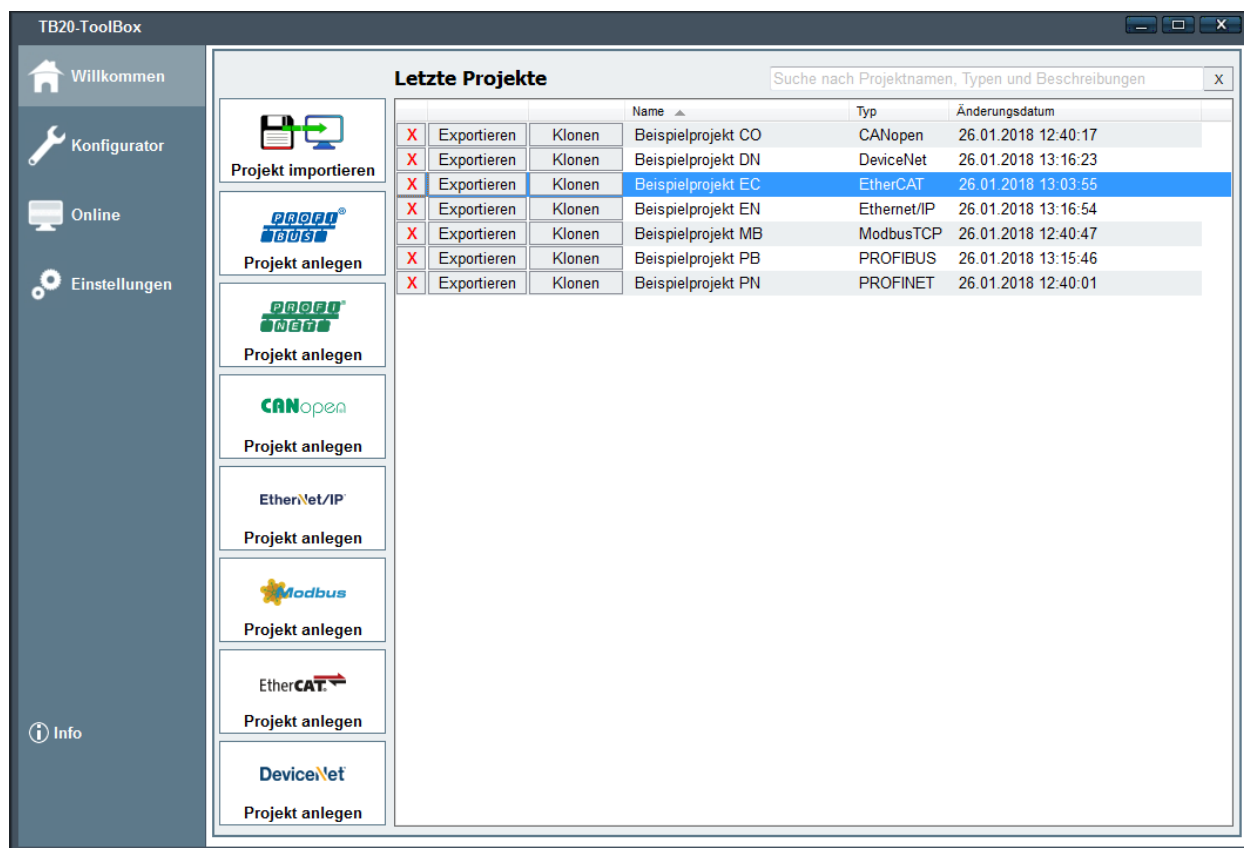 TB20-ToolBox
X
Willkommen
Konfigurator
Online
Einstellungen
Info
Projekt importieren
PROFI
BUS
Projekt anlegen
PROFI
NET
Projekt anlegen
CANopen
Projekt anlegen
EtherNet/IP
Projekt anlegen
Modbus
Projekt anlegen
EtherCAT
Projekt anlegen
DeviceNet
Projekt anlegen
Letzte Projekte
Suche nach Projektnamen, Typen und Beschreibungen X
Name Typ Änderungsdatum
X Exportieren Klonen Beispielprojekt CO CANopen 26.01.2018 12:40:17
X Exportieren Klonen Beispielprojekt DN DeviceNet 26.01.2018 13:16:23
X Exportieren Klonen Beispielprojekt EC EtherCAT 26.01.2018 13:03:55
X Exportieren Klonen Beispielprojekt EN Ethernet/IP 26.01.2018 13:16:54
X Exportieren Klonen Beispielprojekt MB ModbusTCP 26.01.2018 12:40:47
X Exportieren Klonen Beispielprojekt PB PROFIBUS 26.01.2018 13:15:46
X Exportieren Klonen Beispielprojekt PN PROFINET 26.01.2018 12:40:01